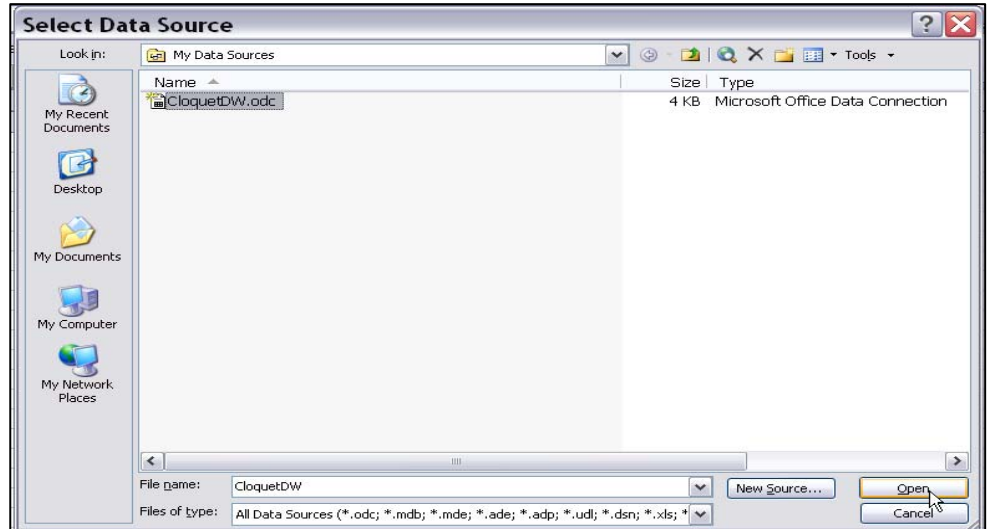 Select Data Source
Look in: My Data Sources Tools
Name Size Type
CloquetDW.odc 4 KB Microsoft Office Data Connection
My Recent
Documents
Desktop
My Documents
My Computer
My Network
Places
File name: CloquetDW New Source... Open
Files of type: All Data Sources (*.odc; *.mdb; *.mde; *.ade; *.adp; *.udl; *.dsn; *.xls; * Cancel